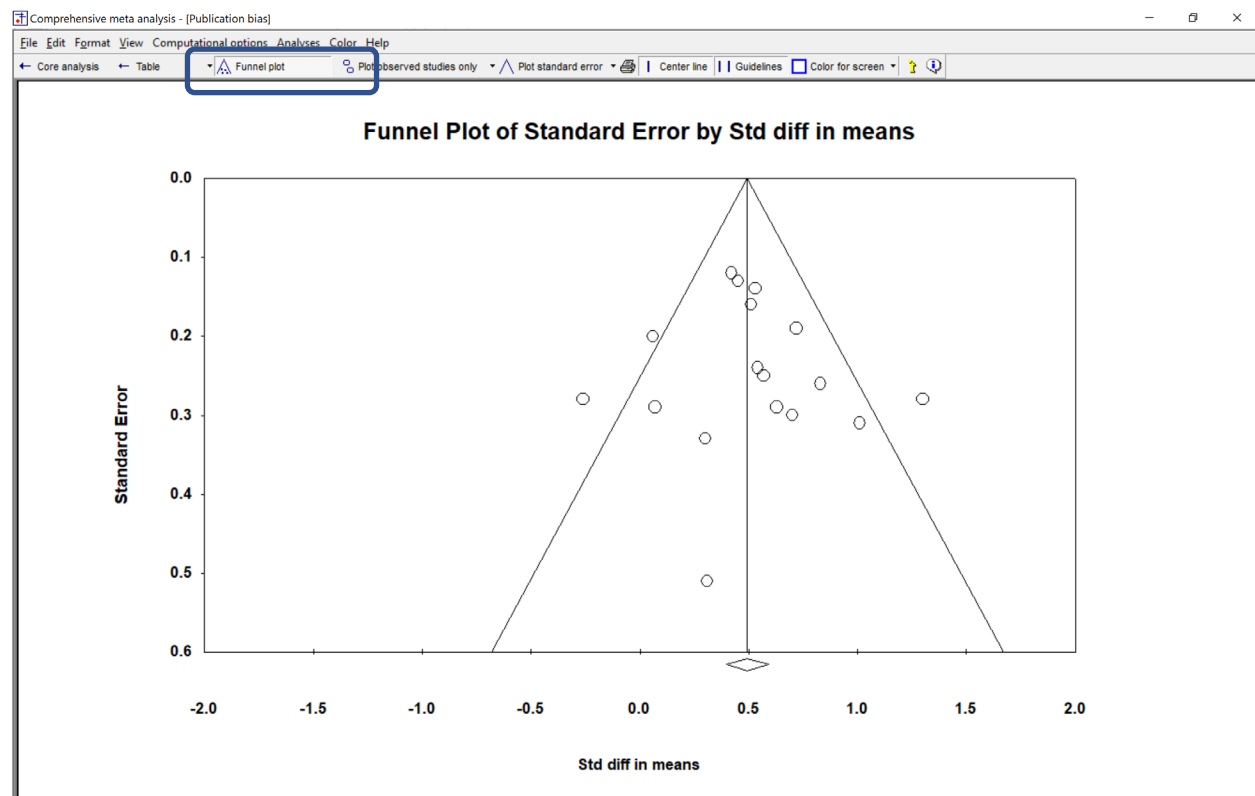 Comprehensive meta analysis - [Publication bias]
File Edit Format View Computational options Analyses Color Help
Core analysis Table Funnel plot Plot observed studies only Plot standard error Center line Guidelines Color for screen
Funnel Plot of Standard Error by Std diff in means
0.0
0.1
0.2
0.3
0.4
0.5
0.6
Standard Error
-2.0 -1.5 -1.0 -0.5 0.0 0.5 1.0 1.5 2.0
Std diff in means